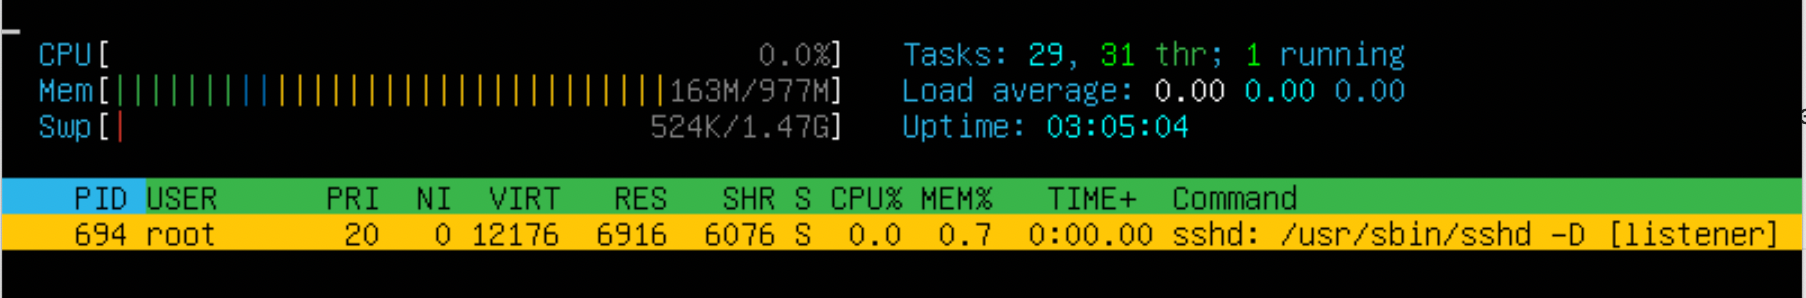 CPU[ 0.0%] Tasks: 29, 31 thr; 1 running
Mem[|||||||||||||||||||||||||||||||163M/977M] Load average: 0.00 0.00 0.00
Swp[| 524K/1.47G] Uptime: 03:05:04
PID USER PRI NI VIRT RES SHR S CPU% MEM% TIME+ Command
694 root 20 0 12176 6916 6076 S 0.0 0.7 0:00.00 sshd: /usr/sbin/sshd -D [listener]